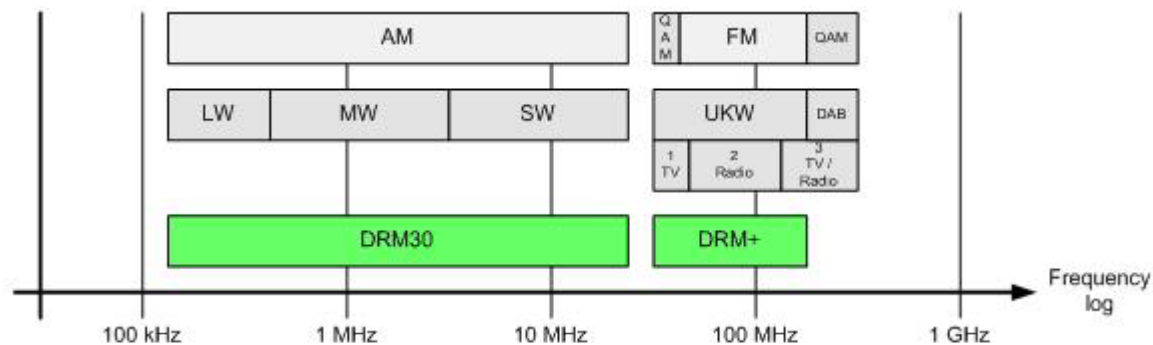 Q
A
M
AM
FM
QAM
LW
MW
SW
UKW
DAB
1
TV
2
Radio
3
TV /
Radio
DRM30
DRM+
Frequency
log
100 kHz
1 MHz
10 MHz
100 MHz
1 GHz